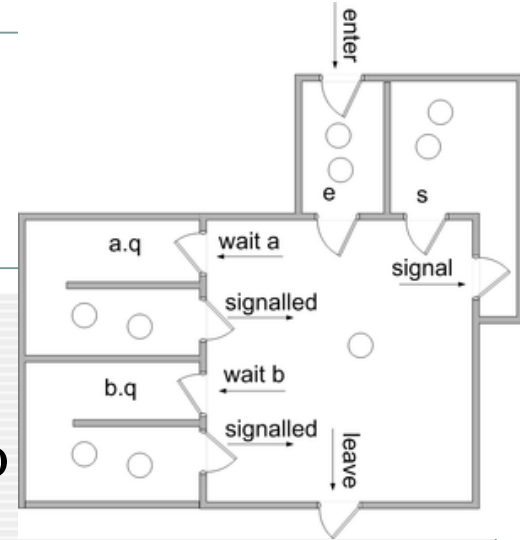 enter
e
s
a.q
wait a
signal
signalled
b.q
wait b
signalled
leave